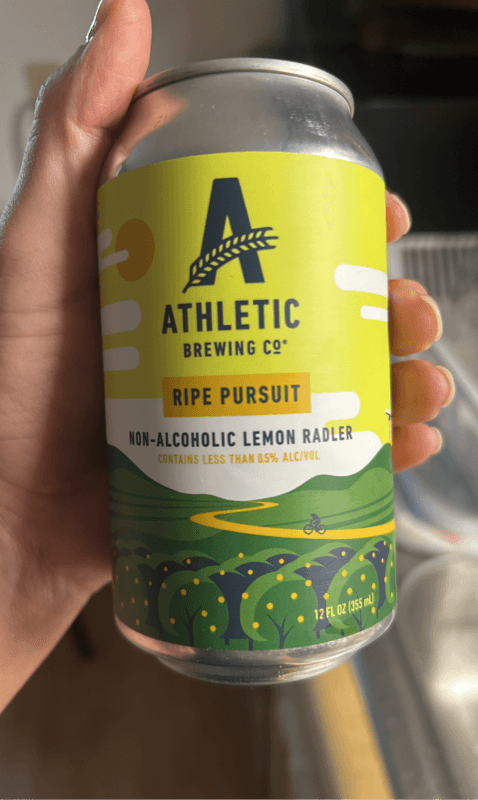 A
ATHLETIC
BREWING Cº®
RIPE PURSUIT
NON-ALCOHOLIC LEMON RADLER
CONTAINS LESS THAN 0.5% ALC/VOL
12 FL OZ (355 mL)